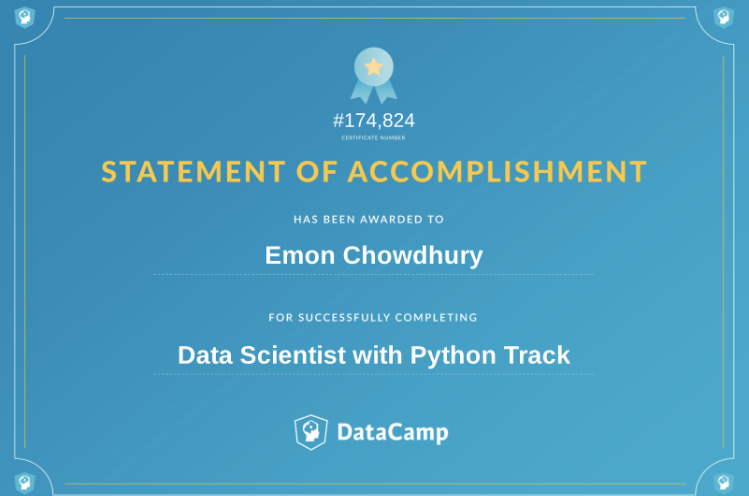 #174,824
CERTIFICATE NUMBER
STATEMENT OF ACCOMPLISHMENT
HAS BEEN AWARDED TO
Emon Chowdhury
FOR SUCCESSFULLY COMPLETING
Data Scientist with Python Track
DataCamp